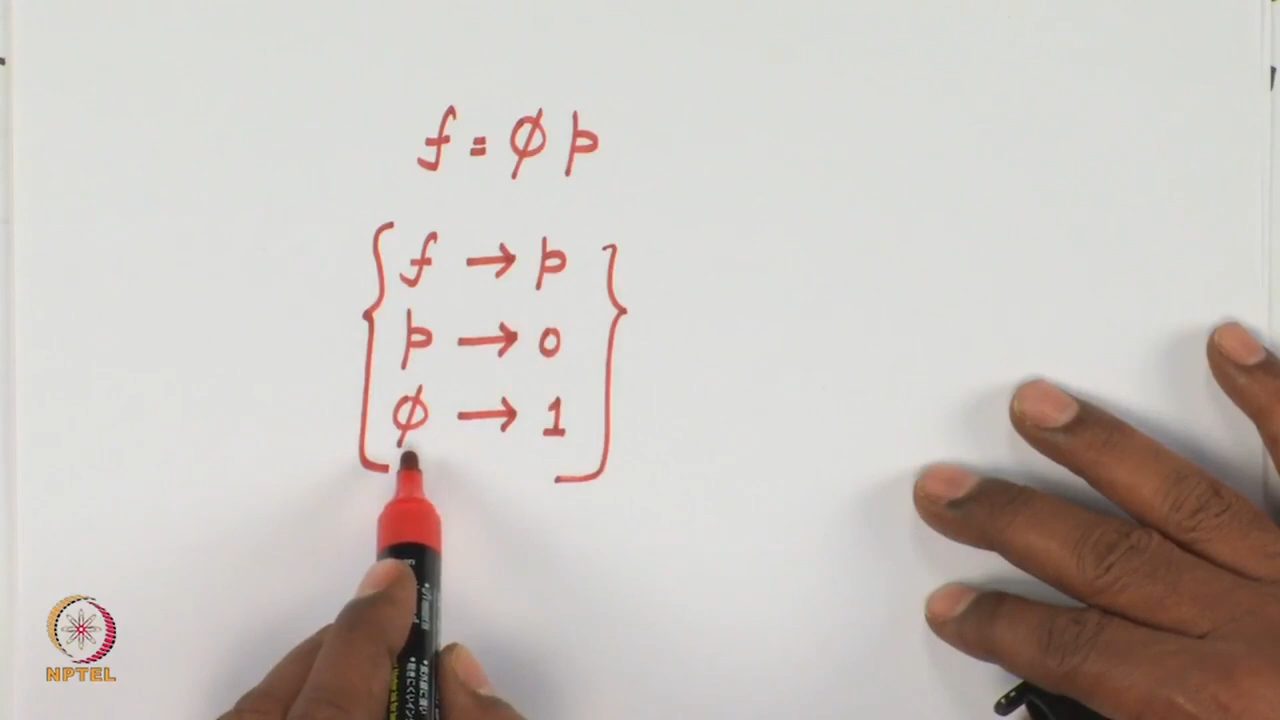 f = φ p
f → p
p → 0
φ → 1
NPTEL